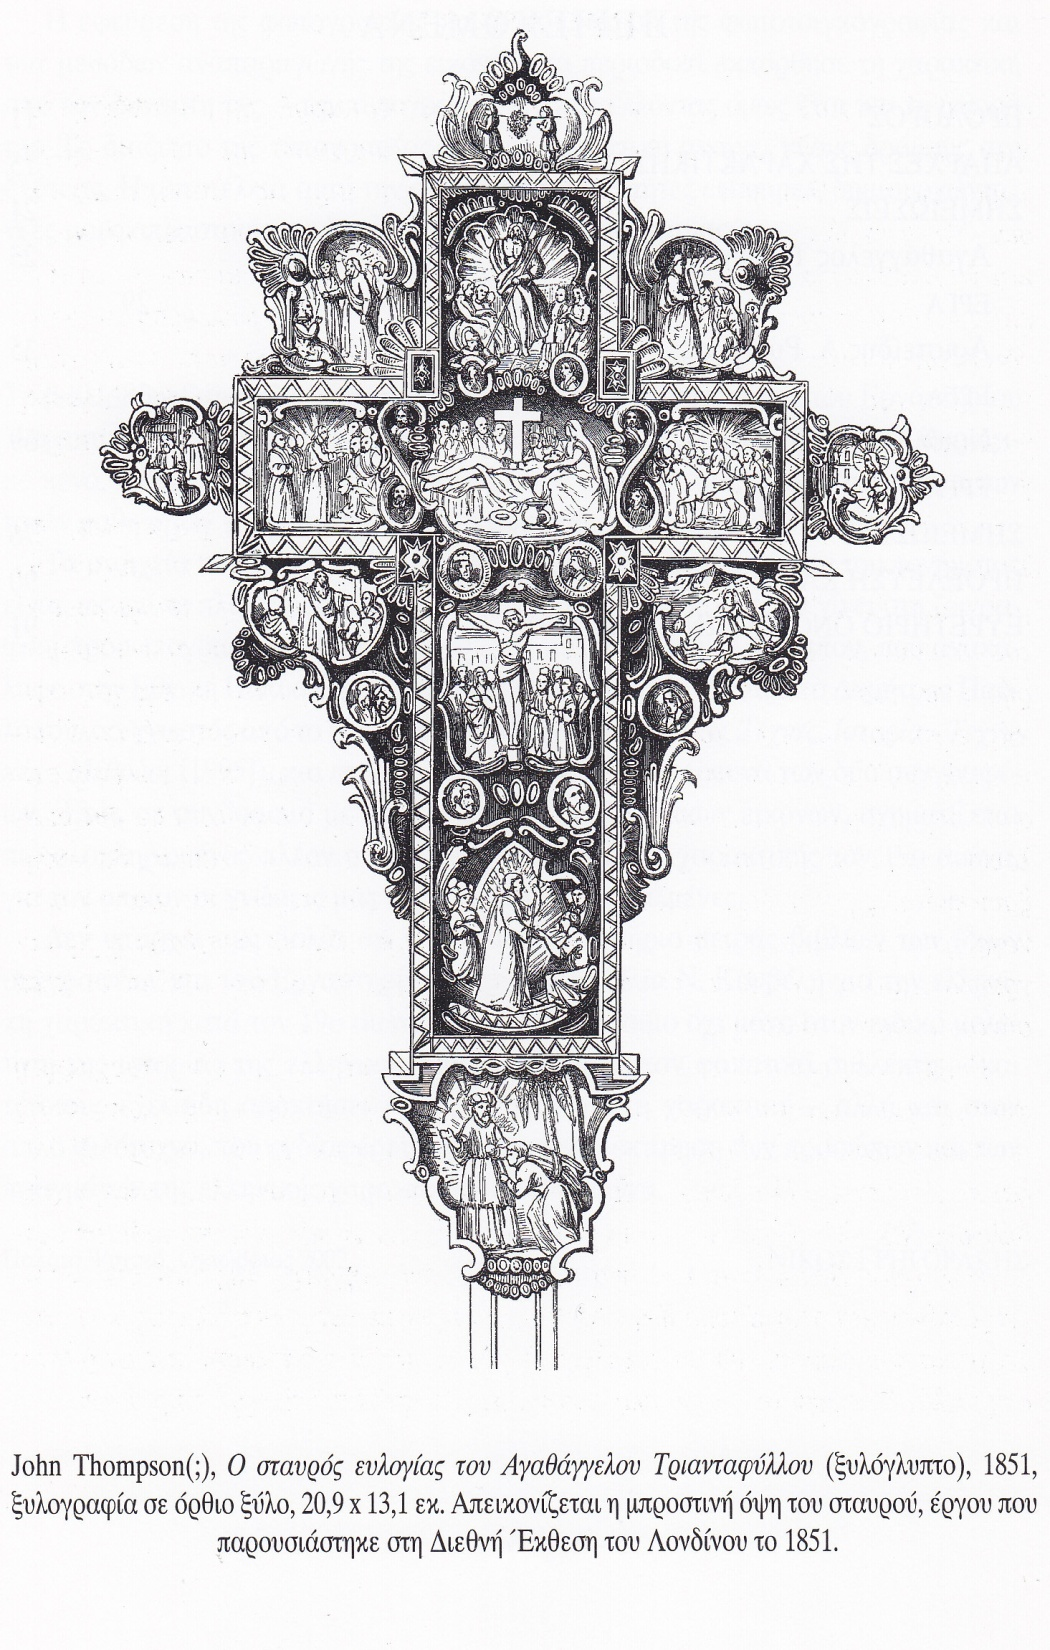 John Thompson(;), Ο σταυρός ευλογίας του Αγαθάγγελου Τριανταφύλλου (ξυλόγλυπτο), 1851,
ξυλογραφία σε όρθιο ξύλο, 20,9 x 13,1 εκ. Απεικονίζεται η μπροστινή όψη του σταυρού, έργου που
παρουσιάστηκε στη Διεθνή Έκθεση του Λονδίνου το 1851.